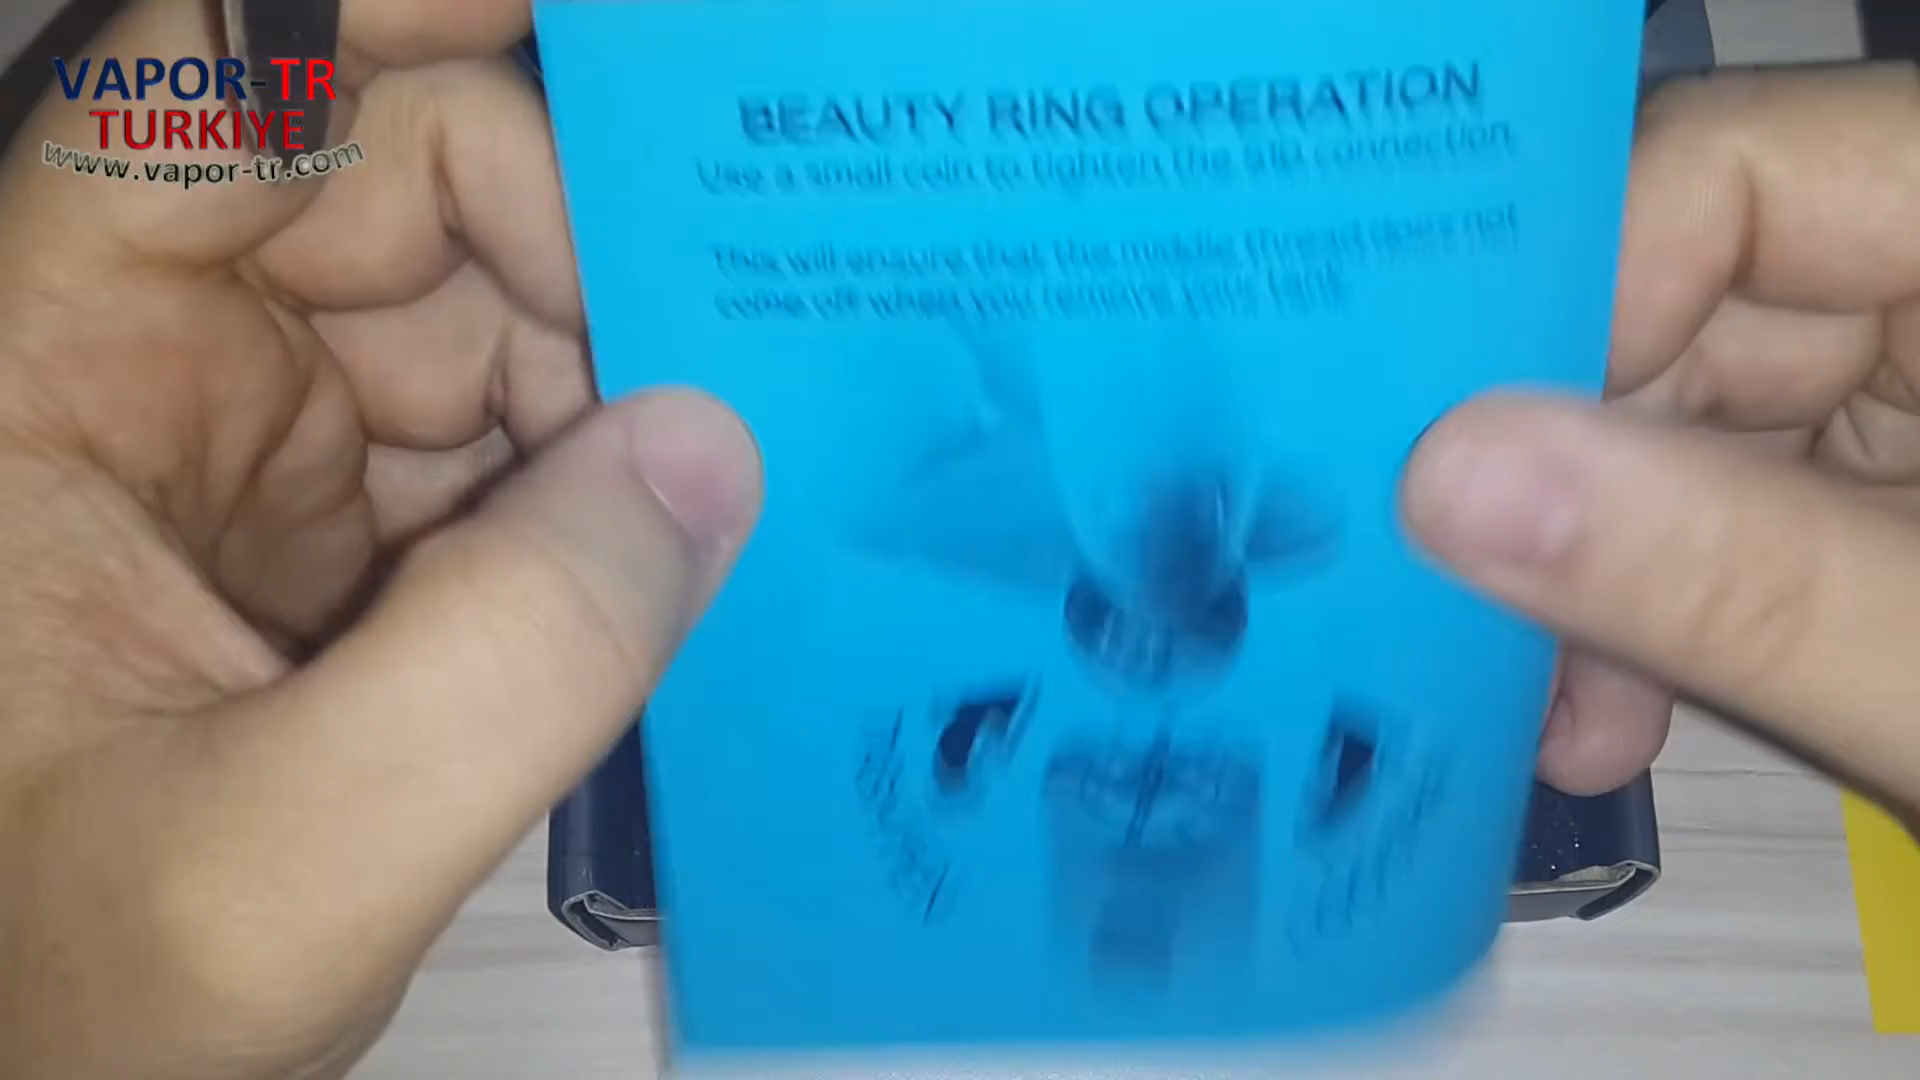 VAPOR-TR
TURKIYE
www.vapor-tr.com
BEAUTY RING OPERATION
Use a small coin to tighten the 510 connection
This will ensure that the middle thread does not
come off when you remove your tank